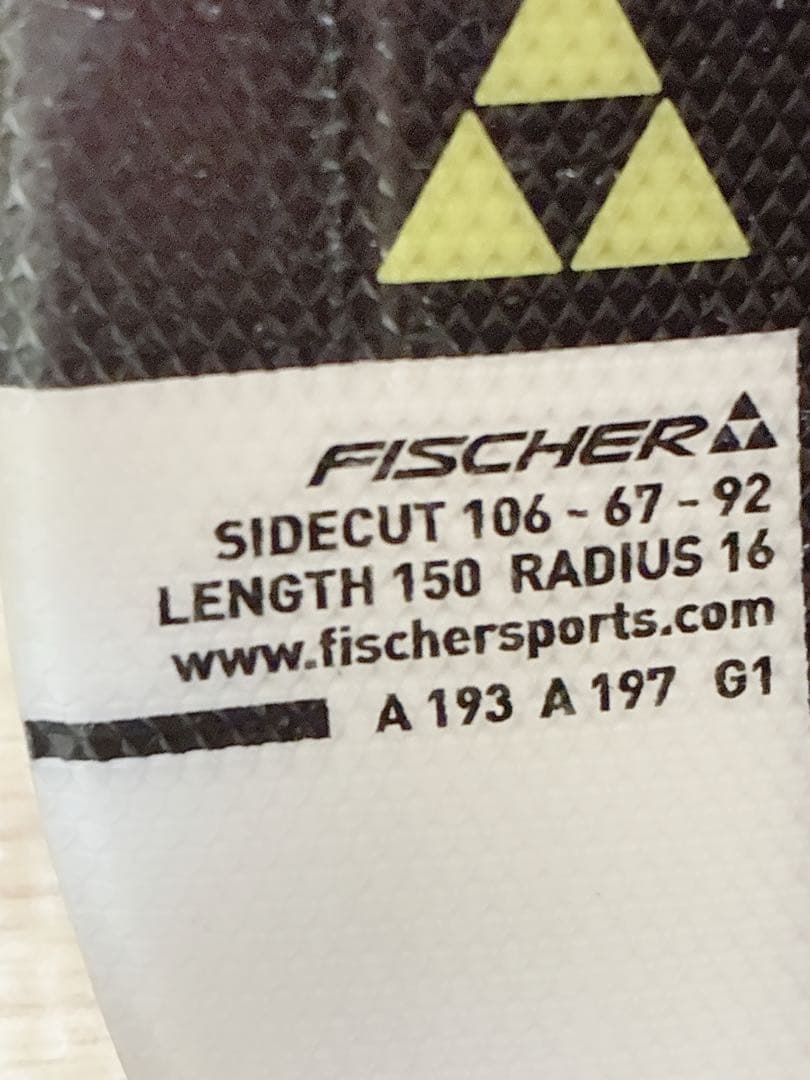 FISCHER
SIDECUT 106 - 67 - 92
LENGTH 150 RADIUS 16
www.fischersports.com
A 193 A 197 G1